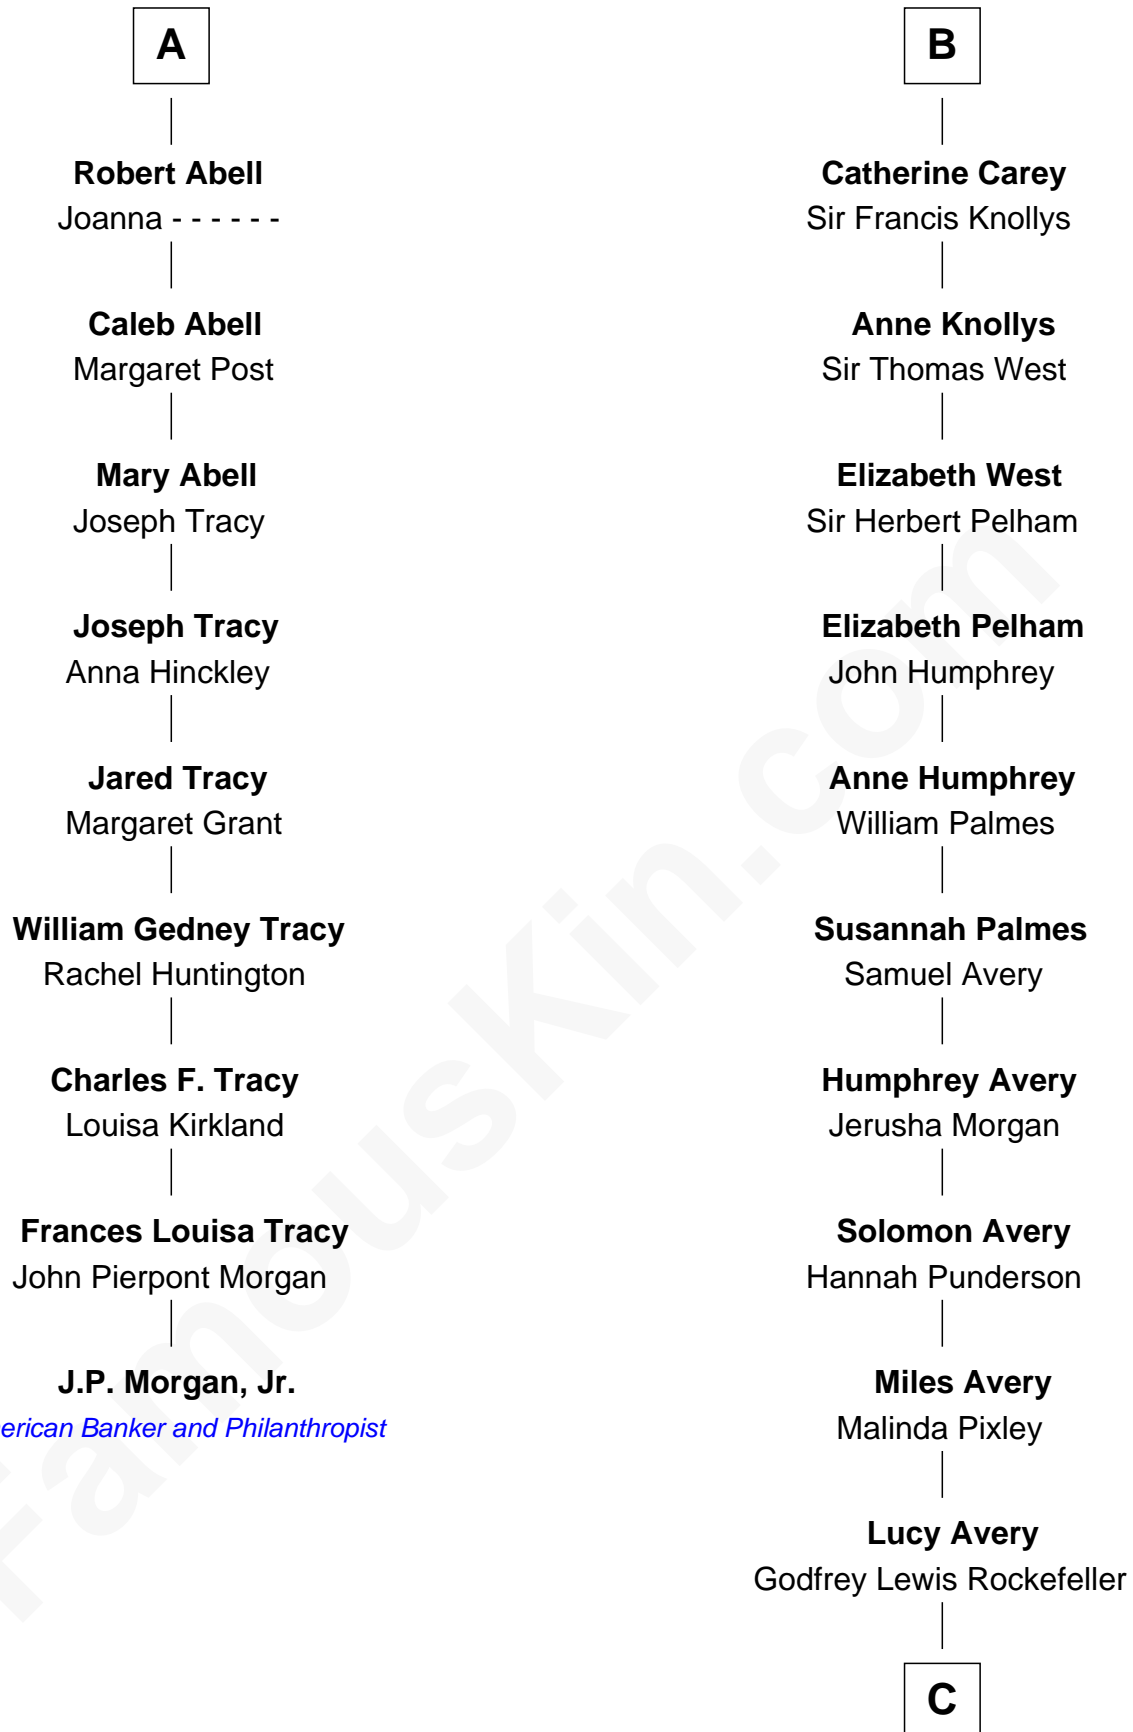 A
Robert Abell
Joanna - - - - - -
Caleb Abell
Margaret Post
Mary Abell
Joseph Tracy
Joseph Tracy
Anna Hinckley
Jared Tracy
Margaret Grant
William Gedney Tracy
Rachel Huntington
Charles F. Tracy
Louisa Kirkland
Frances Louisa Tracy
John Pierpont Morgan
J.P. Morgan, Jr.
erican Banker and Philanthropist
B
Catherine Carey
Sir Francis Knollys
Anne Knollys
Sir Thomas West
Elizabeth West
Sir Herbert Pelham
Elizabeth Pelham
John Humphrey
Anne Humphrey
William Palmes
Susannah Palmes
Samuel Avery
Humphrey Avery
Jerusha Morgan
Solomon Avery
Hannah Punderson
Miles Avery
Malinda Pixley
Lucy Avery
Godfrey Lewis Rockefeller
C
FamousKin.com